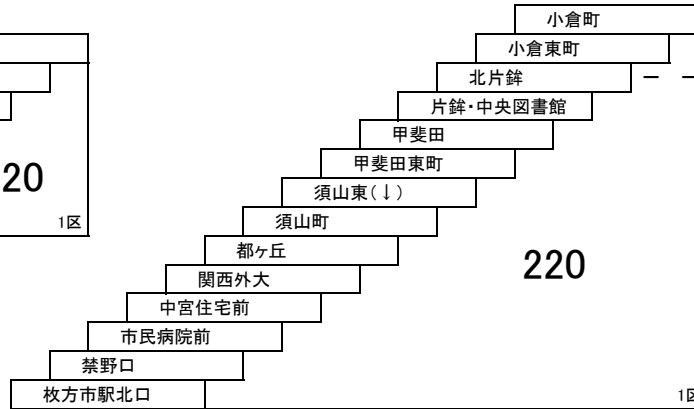 小倉町
小倉東町
北片鉾
片鉾・中央図書館
甲斐田
甲斐田東町
20
須山東(↓)
1区
須山町
都ヶ丘
220
関西外大
中宮住宅前
市民病院前
禁野口
枚方市駅北口
1区